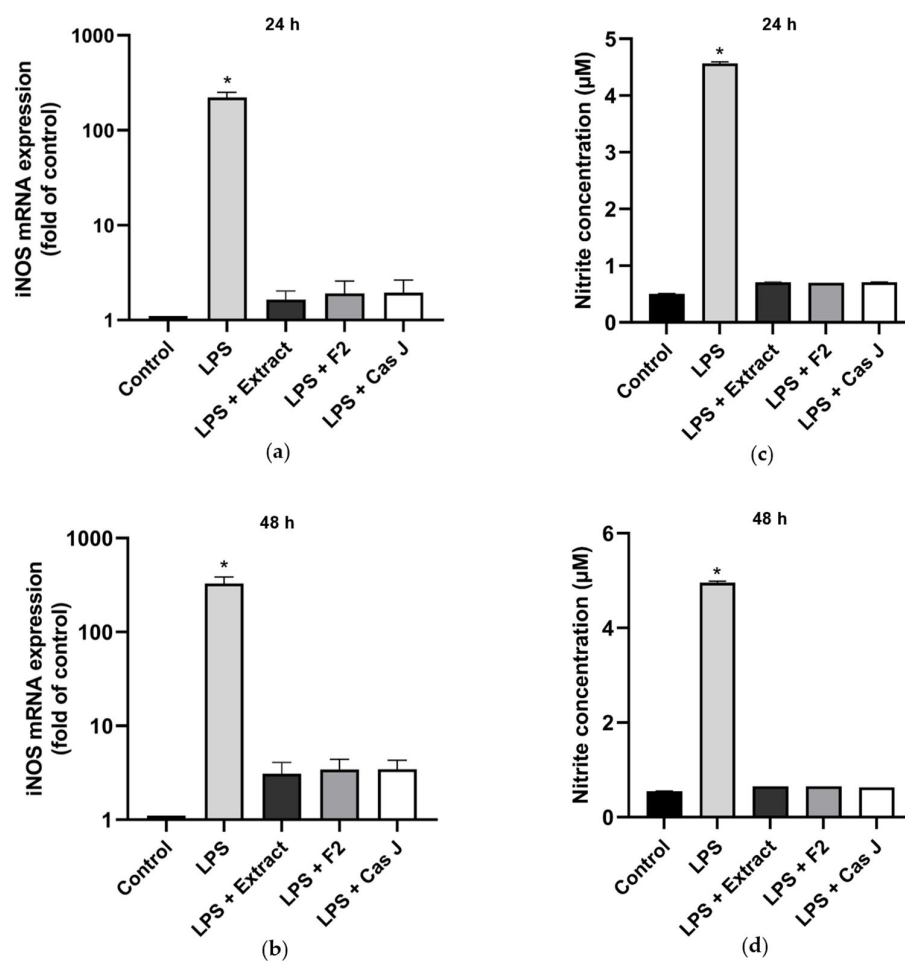 24 h
iNOS mRNA expression
(fold of control)
1000
100
10
1
*
Control
LPS
LPS + Extract
LPS + F2
LPS + Cas J
(a)
24 h
Nitrite concentration (µM)
5
4
3
2
1
0
*
Control
LPS
LPS + Extract
LPS + F2
LPS + Cas J
(c)
48 h
iNOS mRNA expression
(fold of control)
1000
100
10
1
*
Control
LPS
LPS + Extract
LPS + F2
LPS + Cas J
(b)
48 h
Nitrite concentration (µM)
6
4
2
0
*
Control
LPS
LPS + Extract
LPS + F2
LPS + Cas J
(d)